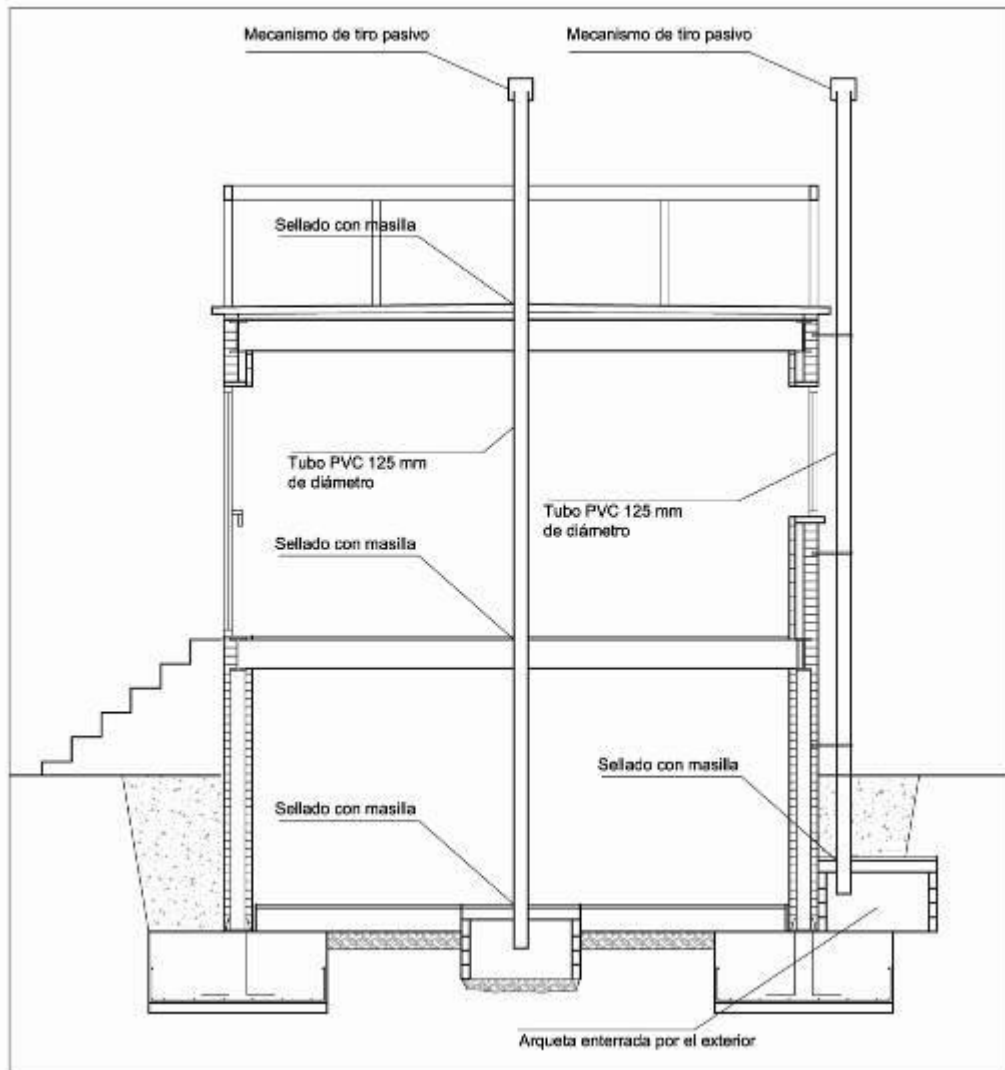 Mecanismo de tiro pasivo
Mecanismo de tiro pasivo
Sellado con masilla
Tubo PVC 125 mm
de diámetro
Tubo PVC 125 mm
de diámetro
Sellado con masilla
Sellado con masilla
Sellado con masilla
Arqueta enterrada por el exterior